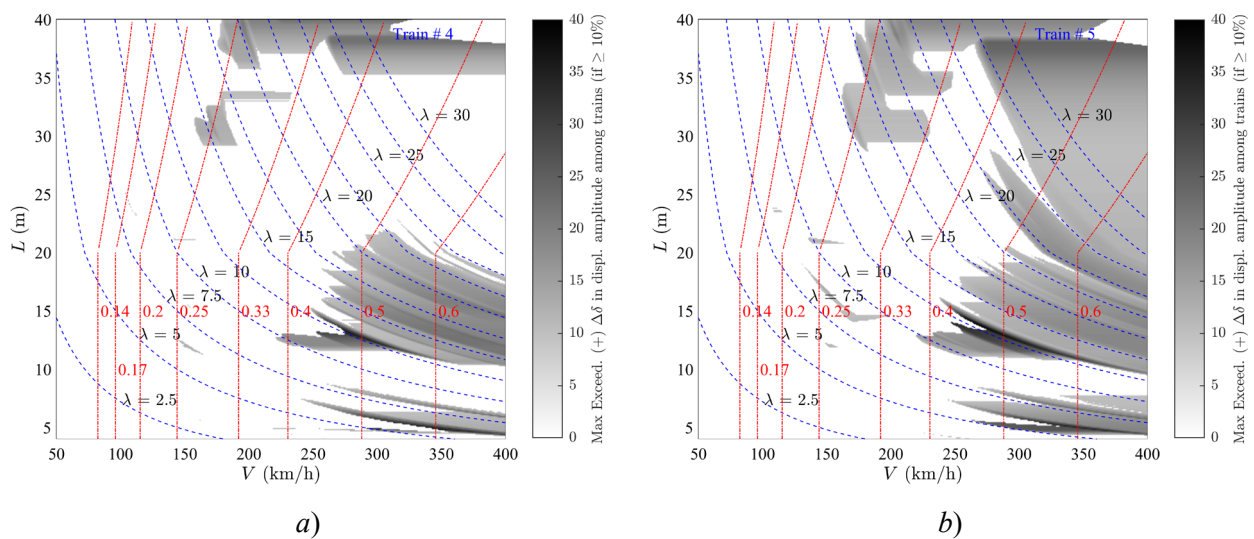 40
35
30
25
20
15
10
5
L (m)
50
100
150
200
250
300
350
400
V (km/h)
Train # 4
λ = 30
λ = 25
λ = 20
λ = 15
λ = 10
λ = 7.5
λ = 5
λ = 2.5
0.14
0.2
0.25
0.33
0.4
0.5
0.6
0.17
40
35
30
25
20
15
10
5
0
Max Exceed. (+) Δδ in displ. amplitude among trains (if ≥ 10%)
a)
40
35
30
25
20
15
10
5
L (m)
50
100
150
200
250
300
350
400
V (km/h)
Train # 5
λ = 30
λ = 25
λ = 20
λ = 15
λ = 10
λ = 7.5
λ = 5
λ = 2.5
0.14
0.2
0.25
0.33
0.4
0.5
0.6
0.17
40
35
30
25
20
15
10
5
0
Max Exceed. (+) Δδ in displ. amplitude among trains (if ≥ 10%)
b)